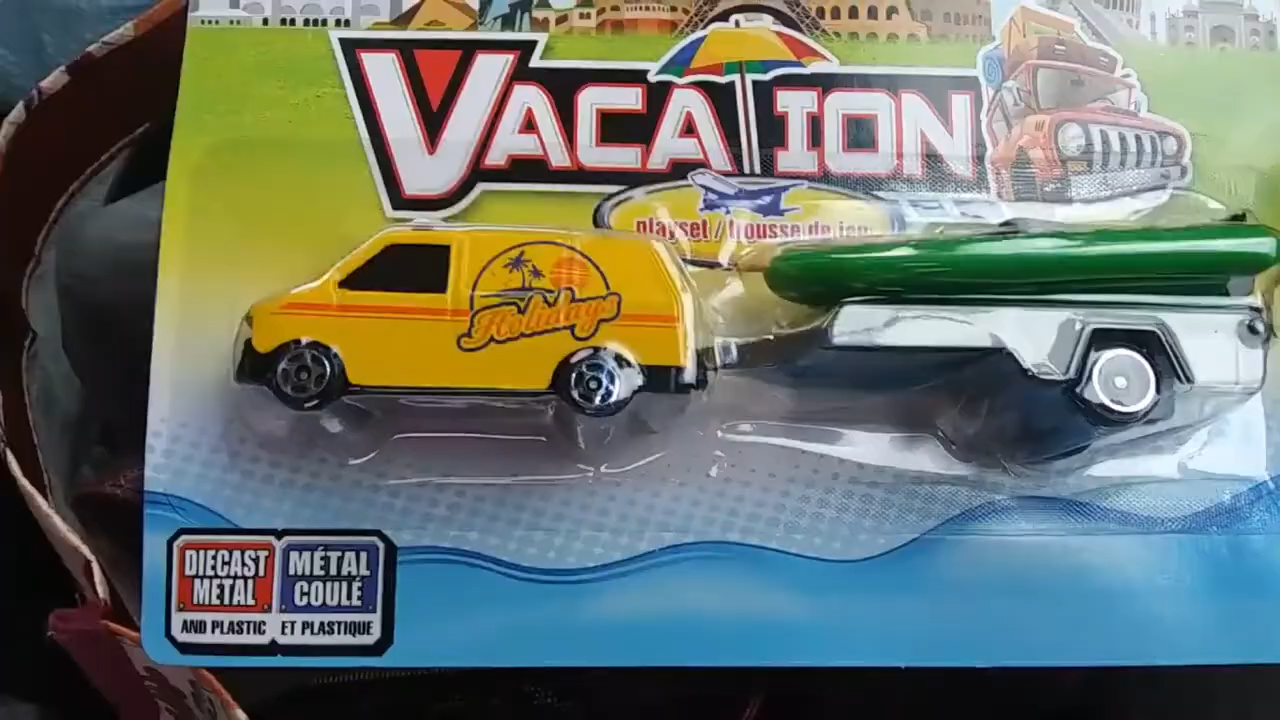 VACATION
playset / trousse de jeu
Holidays
DIECAST METAL
MÉTAL COULÉ
AND PLASTIC
ET PLASTIQUE